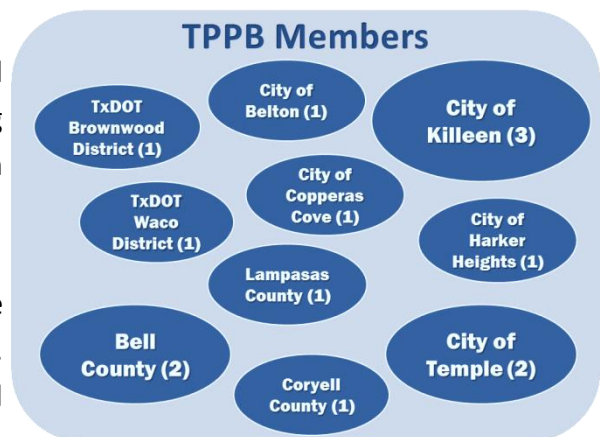 TPPB Members
TxDOT
Brownwood
District (1)
City of
Belton (1)
City of
Killeen (3)
TxDOT
Waco
District (1)
City of
Copperas
Cove (1)
City of
Harker
Heights (1)
Lampasas
County (1)
Bell
County (2)
City of
Temple (2)
Coryell
County (1)